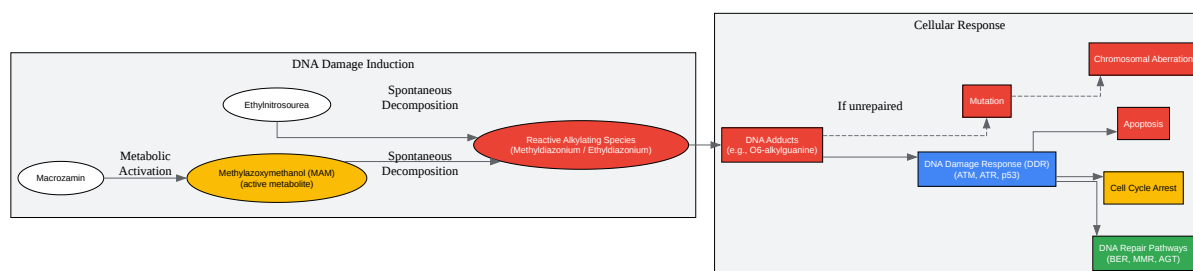 Cellular Response
DNA Damage Induction
Chromosomal Aberration
Ethylnitrosourea
Spontaneous
Decomposition
Mutation
If unrepaired
Apoptosis
Reactive Alkylating Species
(Methyldiazonium / Ethyldiazonium)
DNA Adducts
(e.g., O6-alkylguanine)
Metabolic
Activation
Spontaneous
Decomposition
DNA Damage Response (DDR)
(ATM, ATR, p53)
Macrozamin
Methylazoxymethanol (MAM)
(active metabolite)
Cell Cycle Arrest
DNA Repair Pathways
(BER, MMR, AGT)